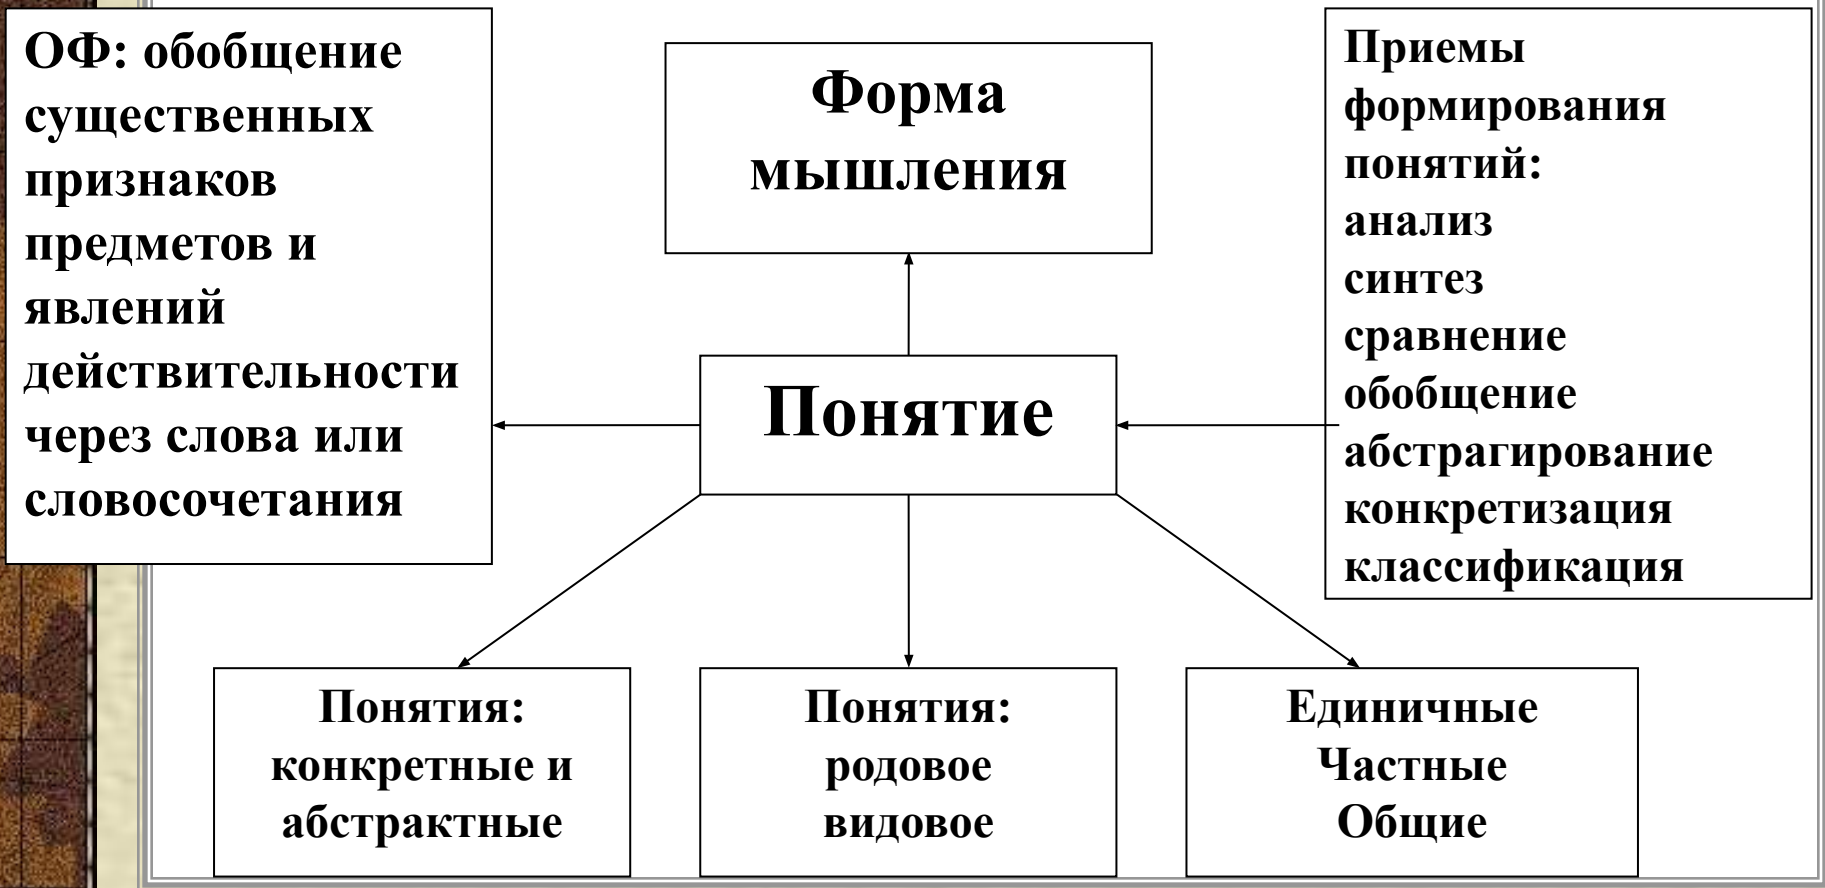 ОФ: обобщение
существенных
признаков
предметов и
явлений
действительности
через слова или
словосочетания
Форма
мышления
Приемы
формирования
понятий:
анализ
синтез
сравнение
обобщение
абстрагирование
конкретизация
классификация
Понятие
Понятия:
конкретные и
абстрактные
Понятия:
родовое
видовое
Единичные
Частные
Общие